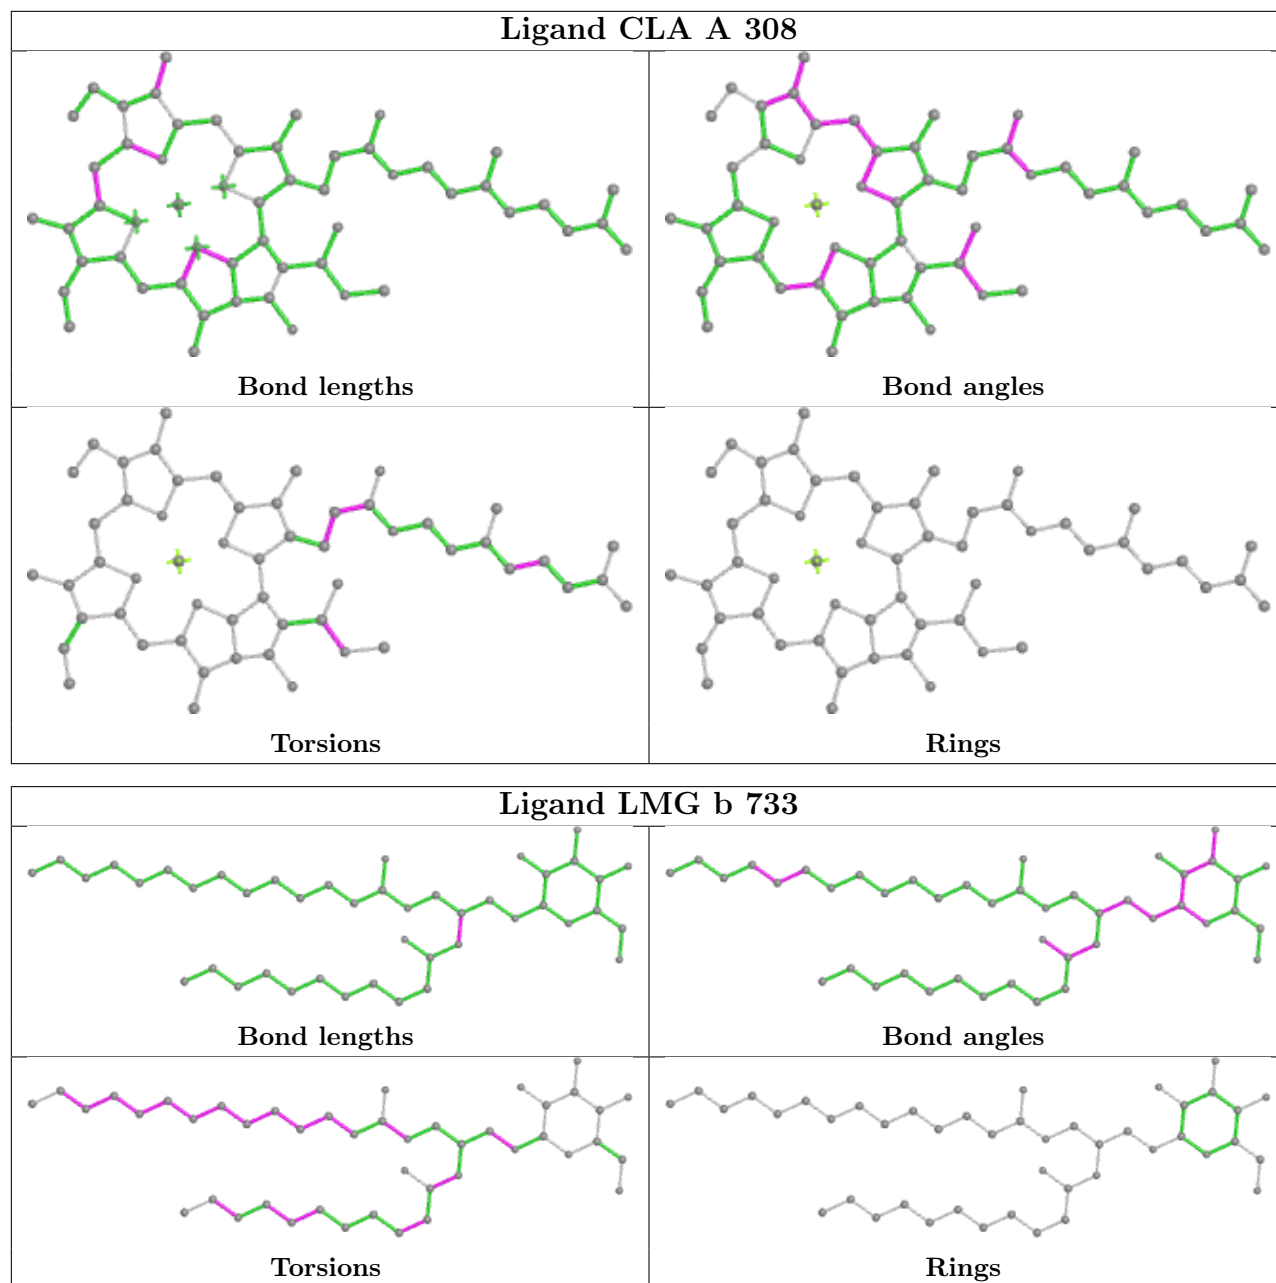 Ligand CLA A 308
Bond lengths
Bond angles
Torsions
Rings
Ligand LMG b 733
Bond lengths
Bond angles
Torsions
Rings